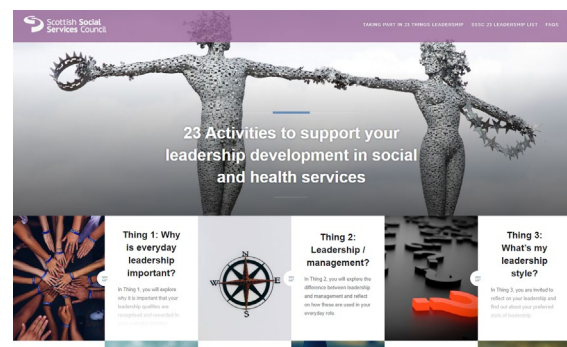 Scottish Social
Services Council
TAKING PART IN 23 THINGS LEADERSHIP
SSSC 23 LEADERSHIP LIST
FAQS
23 Activities to support your
leadership development in social
and health services
Thing 1: Why
is everyday
leadership
important?
In Thing 1, you will explore
why it is important that your
leadership qualities are
recognised and recorded in
N
W
E
S
Thing 2:
Leadership /
management?
In Thing 2, you will explore the
difference between leadership
and management and reflect
on how these are used in your
everyday role.
Thing 3:
What's my
leadership
style?
In Thing 3, you are invited to
reflect on your leadership and
find out about your preferred
style of leadership.